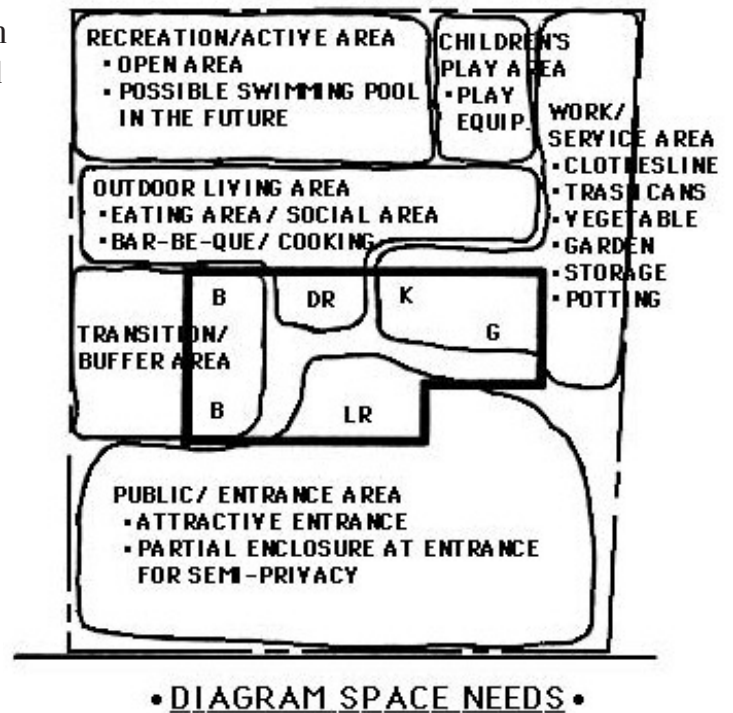 RECREATION/ACTIVE AREA
• OPEN AREA
• POSSIBLE SWIMMING POOL
IN THE FUTURE
CHILDREN'S
PLAY AREA
• PLAY
EQUIP.
WORK/
SERVICE AREA
• CLOTHESLINE
• TRASH CANS
• VEGETABLE
• GARDEN
• STORAGE
• POTTING
OUTDOOR LIVING AREA
• EATING AREA/ SOCIAL AREA
• BAR-BE-QUE/ COOKING
B
DR
K
G
TRANSITION/
BUFFER AREA
B
LR
PUBLIC/ ENTRANCE AREA
• ATTRACTIVE ENTRANCE
• PARTIAL ENCLOSURE AT ENTRANCE
FOR SEMI-PRIVACY
• DIAGRAM SPACE NEEDS •